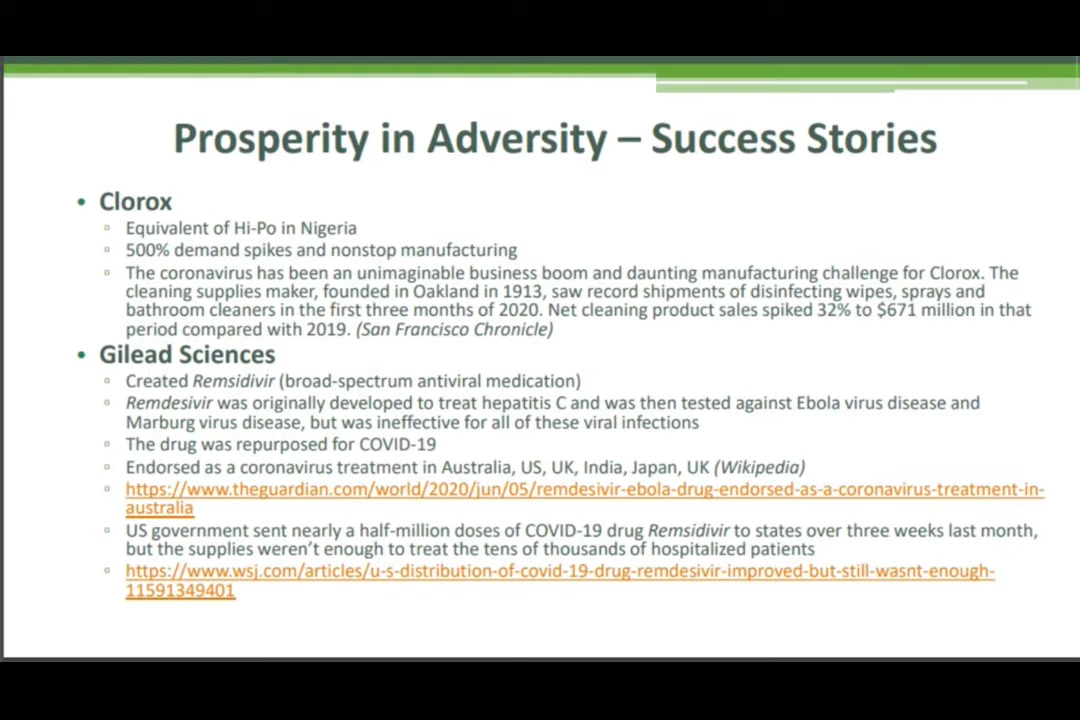 Prosperity in Adversity – Success Stories
• Clorox
▫ Equivalent of Hi-Po in Nigeria
▫ 500% demand spikes and nonstop manufacturing
▫ The coronavirus has been an unimaginable business boom and daunting manufacturing challenge for Clorox. The
cleaning supplies maker, founded in Oakland in 1913, saw record shipments of disinfecting wipes, sprays and
bathroom cleaners in the first three months of 2020. Net cleaning product sales spiked 32% to $671 million in that
period compared with 2019. (San Francisco Chronicle)
• Gilead Sciences
▫ Created Remsidivir (broad-spectrum antiviral medication)
▫ Remdesivir was originally developed to treat hepatitis C and was then tested against Ebola virus disease and
Marburg virus disease, but was ineffective for all of these viral infections
▫ The drug was repurposed for COVID-19
▫ Endorsed as a coronavirus treatment in Australia, US, UK, India, Japan, UK (Wikipedia)
▫ https://www.theguardian.com/world/2020/jun/05/remdesivir-ebola-drug-endorsed-as-a-coronavirus-treatment-in-
australia
▫ US government sent nearly a half-million doses of COVID-19 drug Remsidivir to states over three weeks last month,
but the supplies weren't enough to treat the tens of thousands of hospitalized patients
▫ https://www.wsj.com/articles/u-s-distribution-of-covid-19-drug-remdesivir-improved-but-still-wasnt-enough-
11591349401